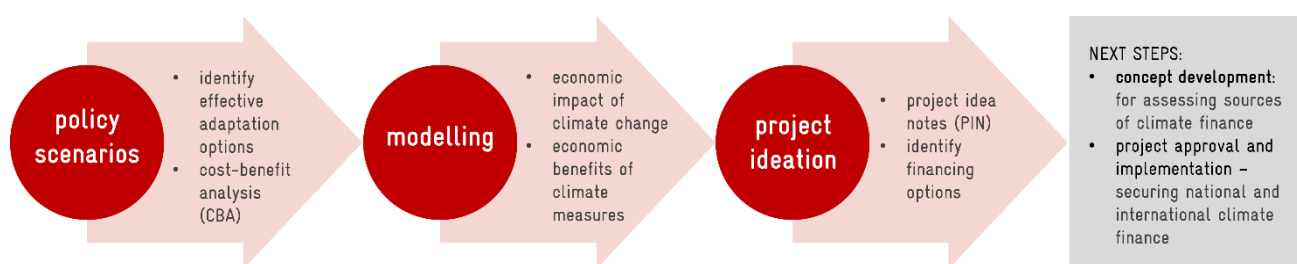 policy
scenarios
• identify
effective
adaptation
options
• cost-benefit
analysis
(CBA)
modelling
• economic
impact of
climate change
• economic
benefits of
climate
measures
project
ideation
• project idea
notes (PIN)
• identify
financing
options
NEXT STEPS:
• concept development:
for assessing sources
of climate finance
• project approval and
implementation –
securing national and
international climate
finance